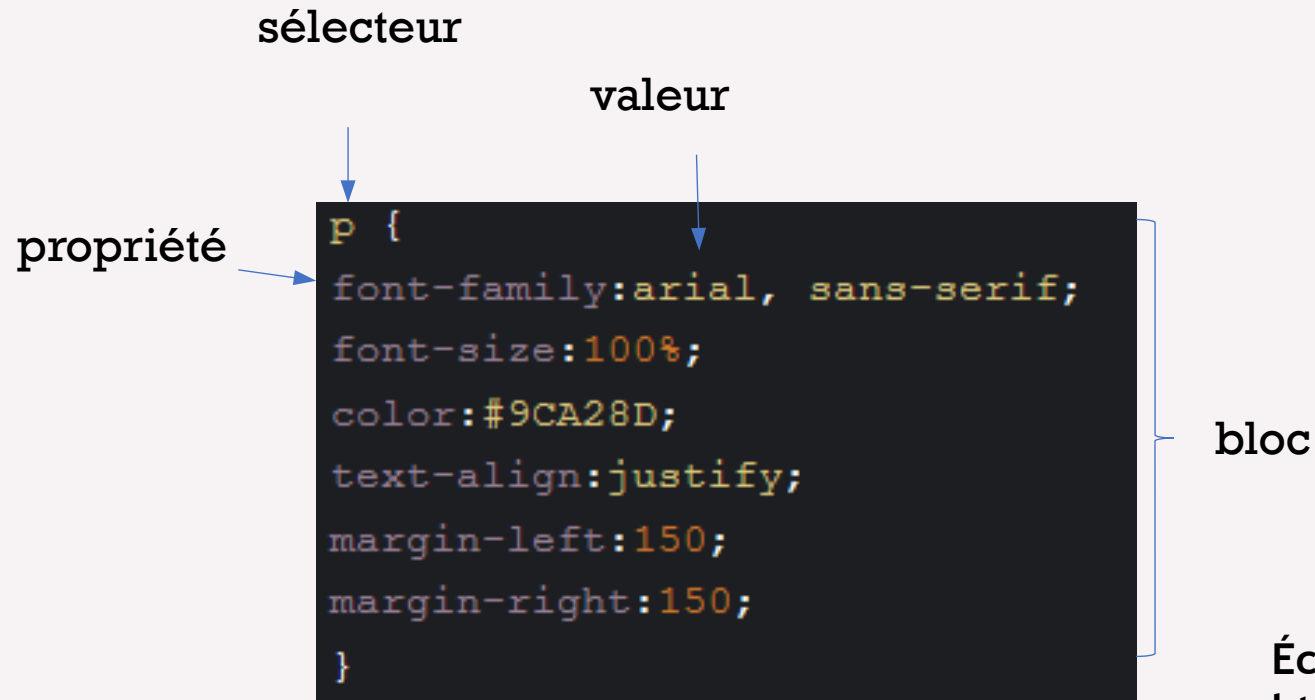 sélecteur
valeur
propriété
p {
font-family:arial, sans-serif;
font-size:100%;
color:#9CA28D;
text-align:justify;
margin-left:150;
margin-right:150;
}
bloc
Éc